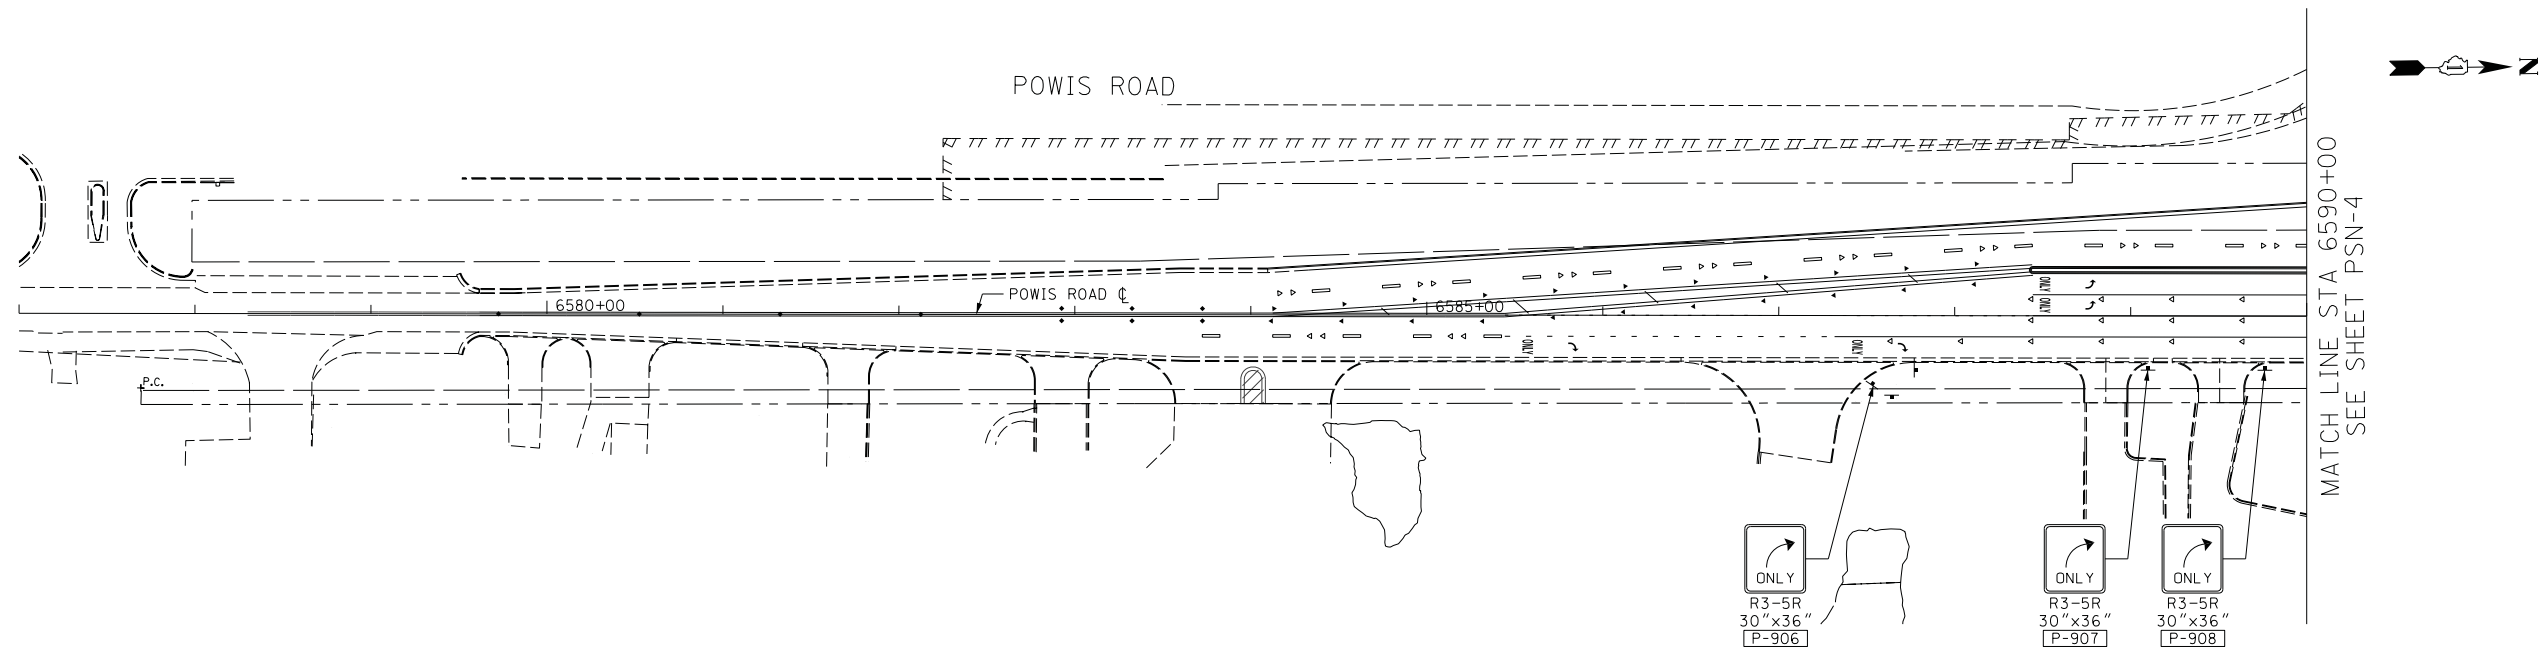 POWIS ROAD
N
POWIS ROAD ℄
6580+00
6585+00
ONLY
ONLY
ONLY
ONLY
P.C.
MATCH LINE STA 6590+00
SEE SHEET PSN-4
ONLY
R3-5R
30"x36"
P-906
ONLY
R3-5R
30"x36"
P-907
ONLY
R3-5R
30"x36"
P-908